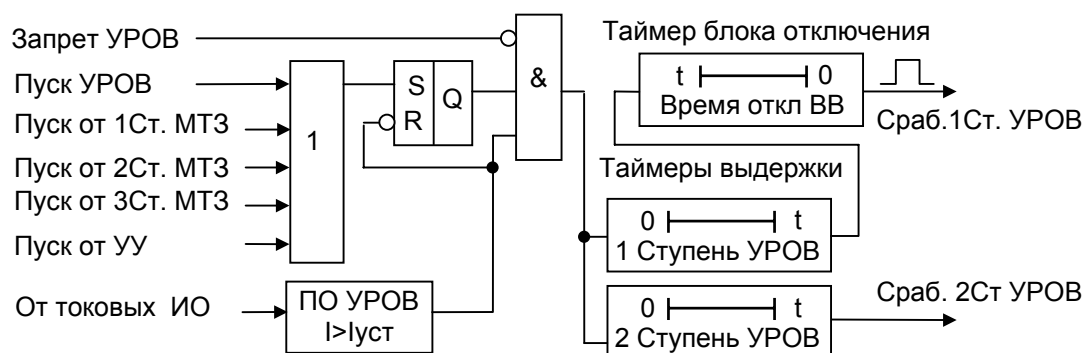 Запрет УРОВ
Пуск УРОВ
Пуск от 1Ст. МТЗ
Пуск от 2Ст. МТЗ
Пуск от 3Ст. МТЗ
Пуск от УУ
От токовых ИО
1
S
R
Q
&
ПО УРОВ
I>Iуст
Таймер блока отключения
t 0
Время откл ВВ
Сраб.1Ст. УРОВ
Таймеры выдержки
0 t
1 Ступень УРОВ
0 t
2 Ступень УРОВ
Сраб. 2Ст УРОВ